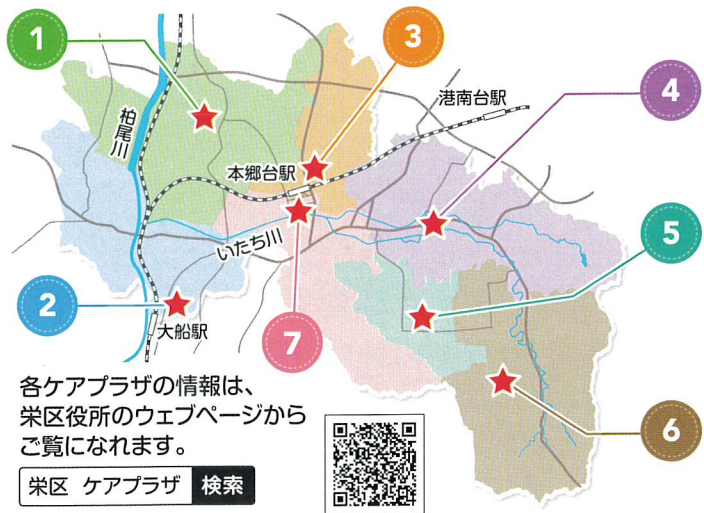 1
3
4
港南台駅
柏尾川
本郷台駅
いたち川
5
2
大船駅
7
6
各ケアプラザの情報は、
栄区役所のウェブページから
ご覧になれます。
栄区 ケアプラザ 検索